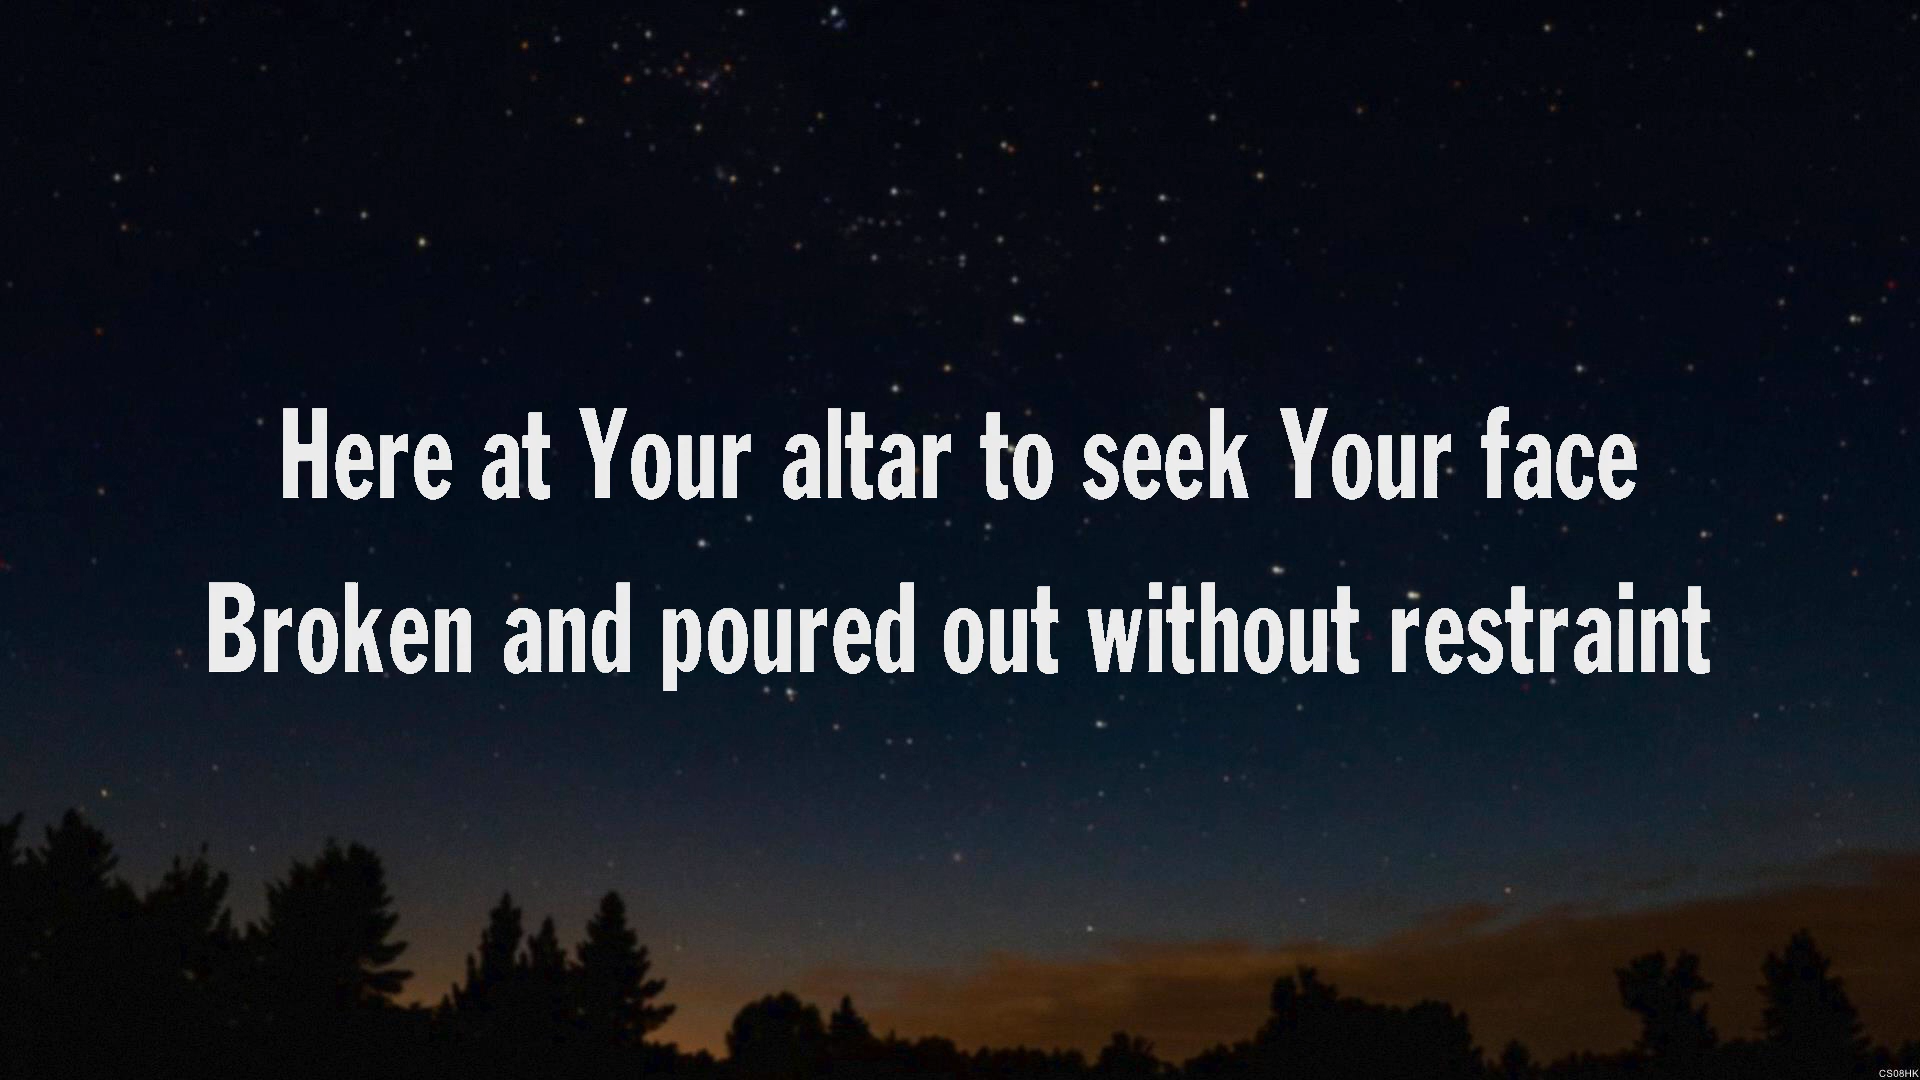 Here at Your altar to seek Your face
Broken and poured out without restraint
CS08HK